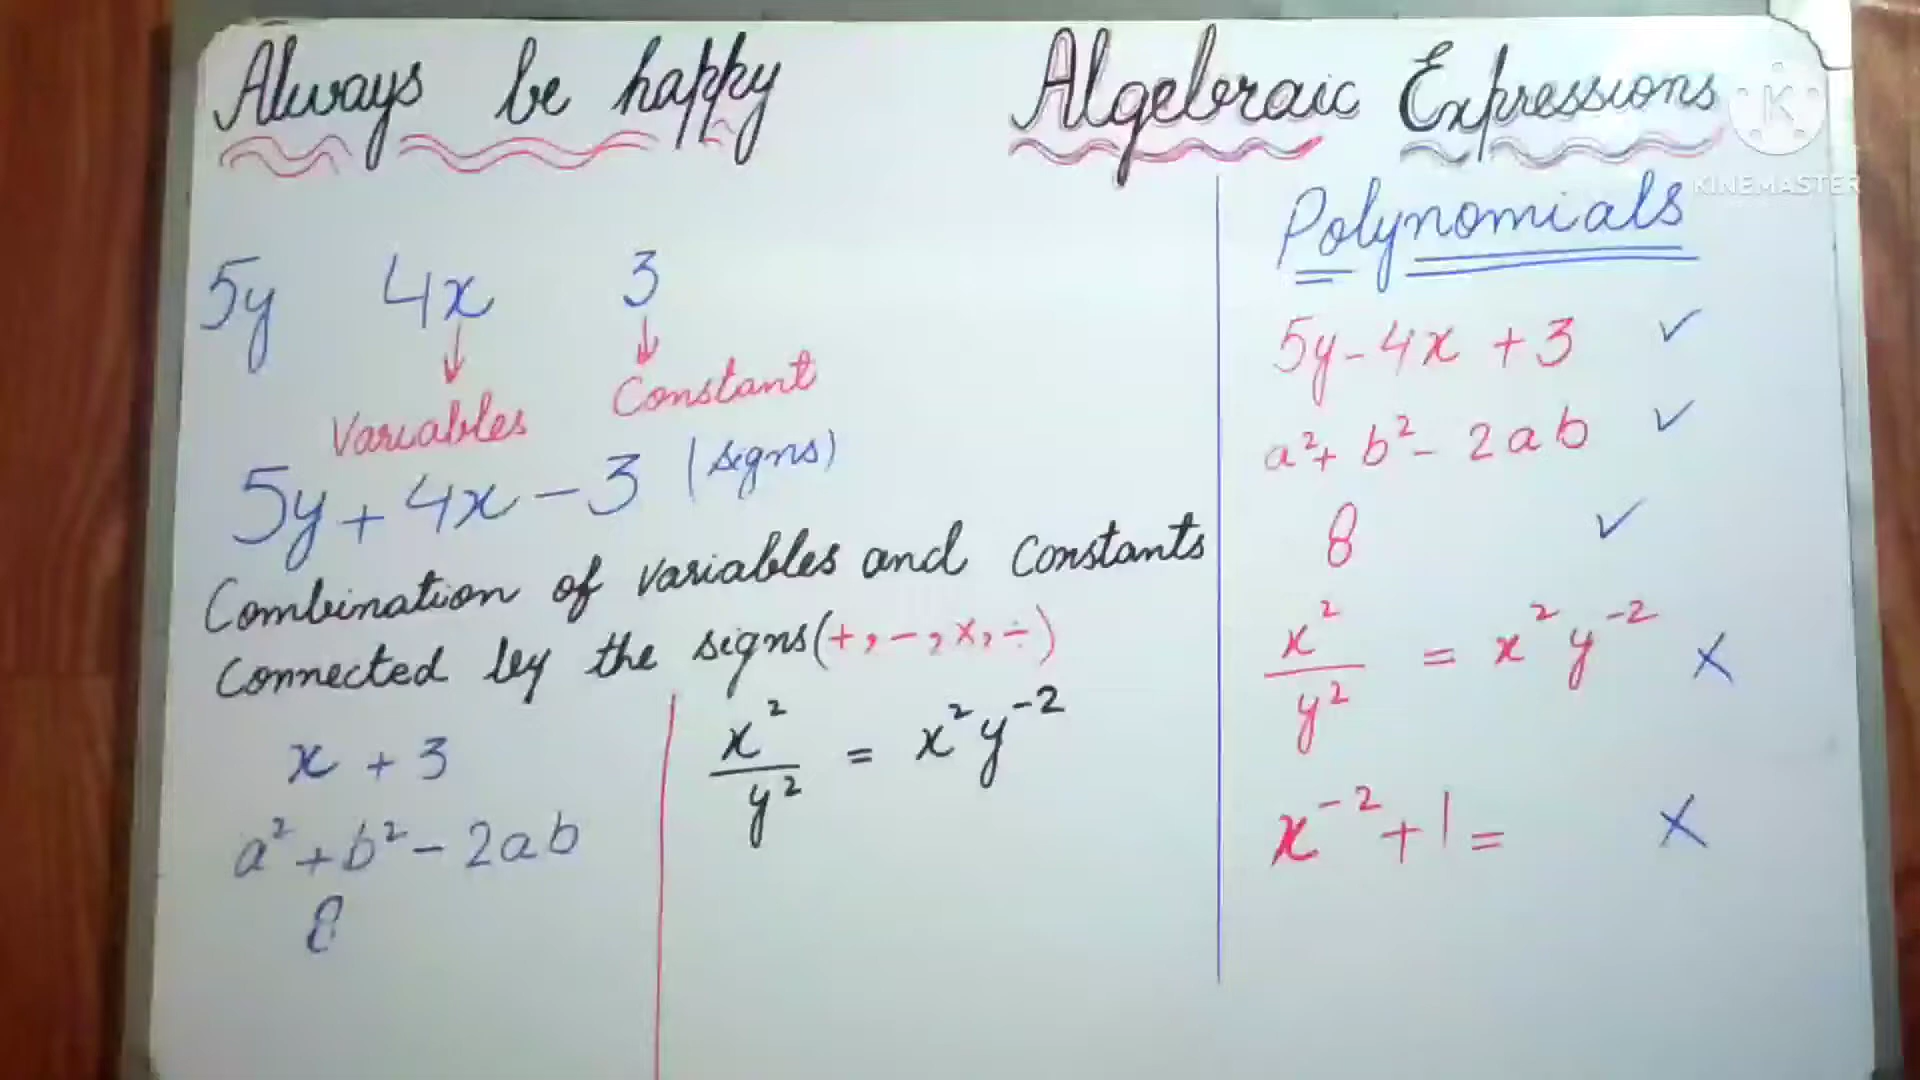 Always be happy
Algebraic Expressions
5y 4x 3
Variables Constant
5y + 4x - 3 (signs)
Combination of variables and constants
connected by the signs (+, -, ×, ÷)
x + 3
a² + b² - 2ab
8
x²/y² = x²y⁻²
Polynomials
5y - 4x + 3 ✓
a² + b² - 2ab ✓
8 ✓
x²/y² = x²y⁻² ✗
x⁻² + 1 = ✗
K
KINEMASTER